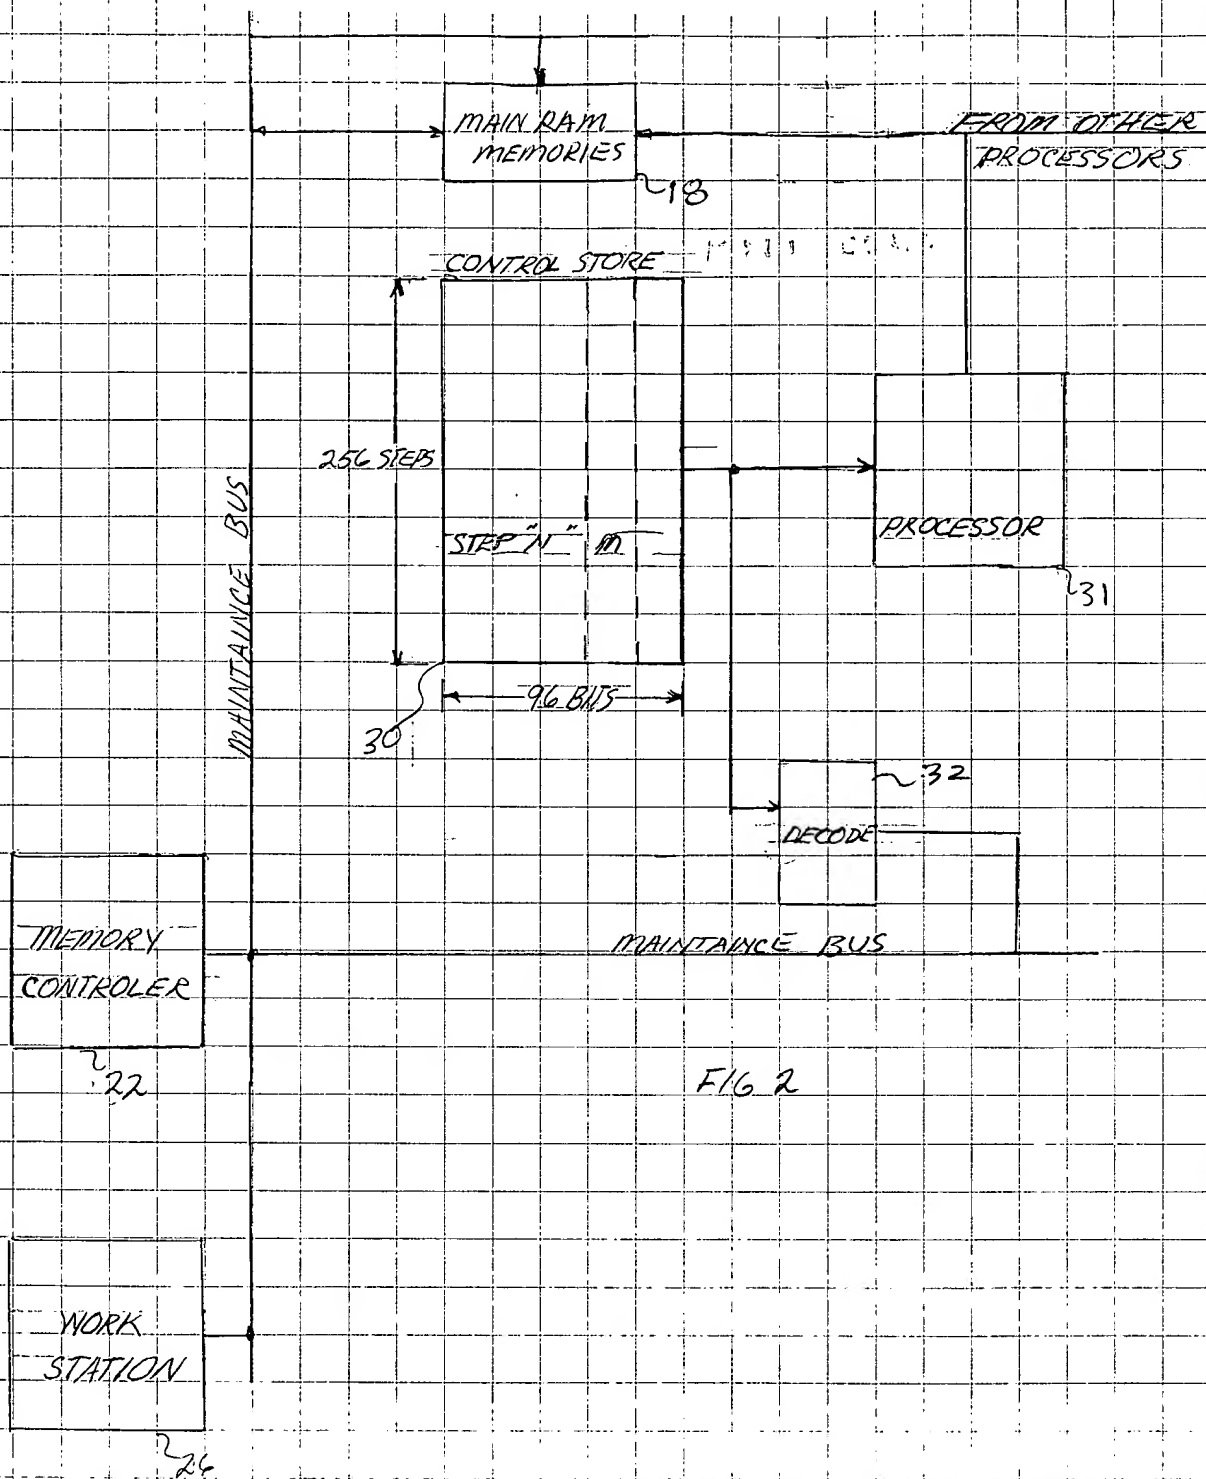 MAIN RAM
MEMORIES
18
FROM OTHER
PROCESSORS
CONTROL STORE
256 STEPS
STEP "N" M
PROCESSOR
31
MAINTAINCE BUS
96 BITS
30
32
DECODE
MEMORY
CONTROLER
22
MAINTAINCE BUS
FIG 2
WORK
STATION
26